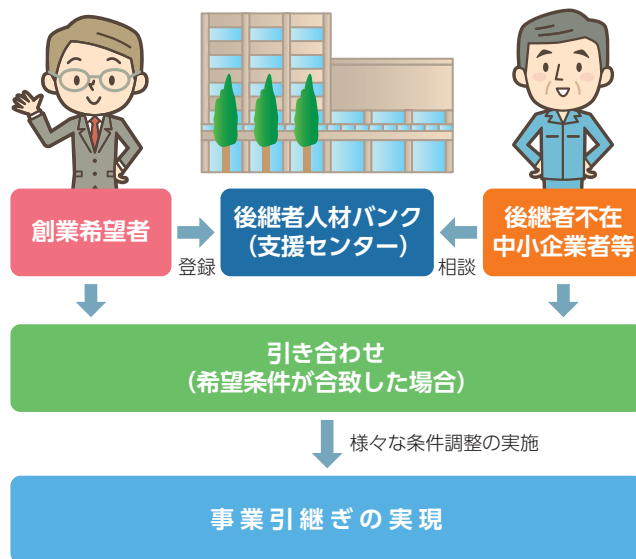 創業希望者
登録
後継者人材バンク
（支援センター）
相談
後継者不在
中小企業者等
引き合わせ
（希望条件が合致した場合）
様々な条件調整の実施
事業引継ぎの実現